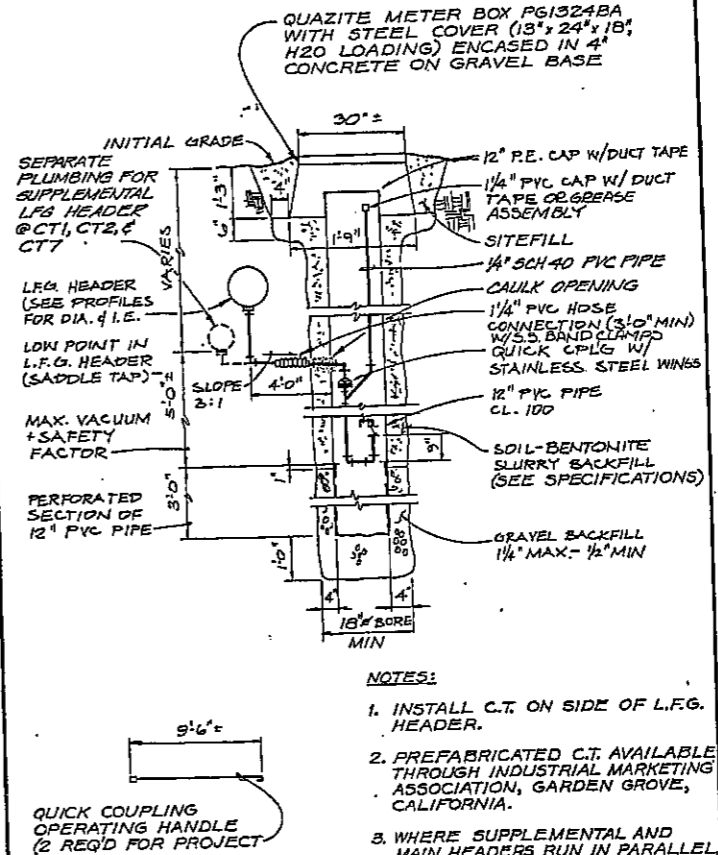 QUAZITE METER BOX PG1324BA
WITH STEEL COVER (13"x 24"x 18",
H20 LOADING) ENCASED IN 4"
CONCRETE ON GRAVEL BASE
30"±
INITIAL GRADE
SEPARATE
PLUMBING FOR
SUPPLEMENTAL
LFG HEADER
@CT1, CT2, &
CT7
VARIES
6"
1'-3"
4"
1'-9"
12" P.E. CAP W/DUCT TAPE
1¼" PVC CAP W/ DUCT
TAPE OR GREASE
ASSEMBLY
SITEFILL
¼" SCH 40 PVC PIPE
CAULK OPENING
1¼" PVC HOSE
CONNECTION (3'-0" MIN)
W/S.S. BAND CLAMPS
QUICK CPLG W/
STAINLESS STEEL WINGS
12" PVC PIPE
CL. 100
SOIL-BENTONITE
SLURRY BACKFILL
(SEE SPECIFICATIONS)
GRAVEL BACKFILL
1¼" MAX.- ½" MIN
L.F.G. HEADER
(SEE PROFILES
FOR DIA. & I.E.
LOW POINT IN
L.F.G. HEADER
(SADDLE TAP)
SLOPE
3:1
4'-0"
5'-0"±
MAX. VACUUM
+ SAFETY
FACTOR
PERFORATED
SECTION OF
12" PVC PIPE
3'-0"
1"
9"
1'-0"
4"
4"
18"ø BORE
MIN
9'-6"±
QUICK COUPLING
OPERATING HANDLE
(2 REQ'D FOR PROJECT
NOTES:
1. INSTALL C.T. ON SIDE OF L.F.G.
HEADER.
2. PREFABRICATED C.T. AVAILABLE
THROUGH INDUSTRIAL MARKETING
ASSOCIATION, GARDEN GROVE,
CALIFORNIA.
3. WHERE SUPPLEMENTAL AND
MAIN HEADERS RUN IN PARALLEL,